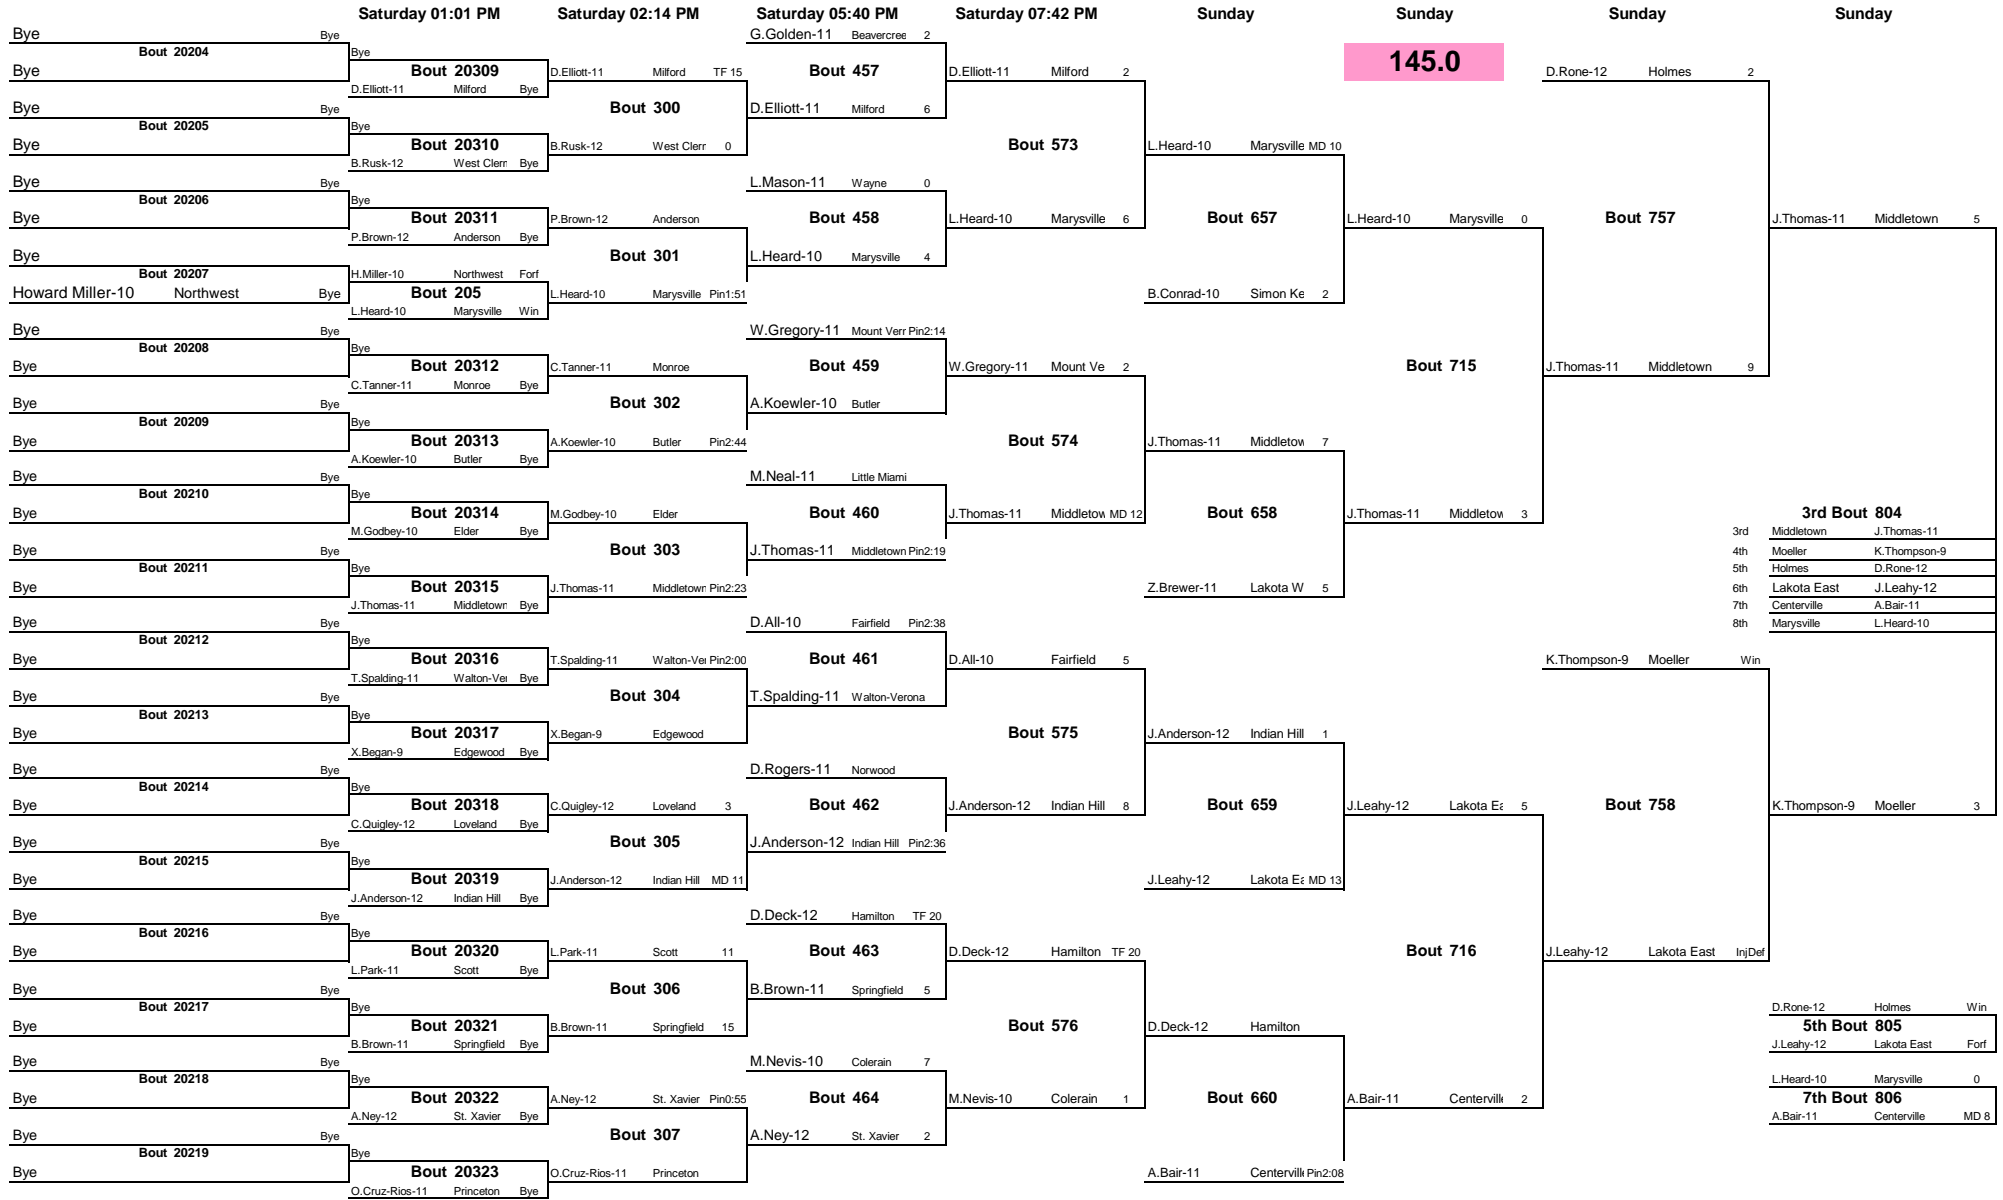 Saturday 01:01 PM Saturday 02:14 PM Saturday 05:40 PM Saturday 07:42 PM Sunday Sunday Sunday Sunday
145.0
Bye Bye
Bout 20204
Bye
Bye Bye
Bout 20205
Bye
Bye Bye
Bout 20206
Bye
Bye
Bout 20207
Howard Miller-10 Northwest Bye
Bye Bye
Bout 20208
Bye
Bye Bye
Bout 20209
Bye
Bye Bye
Bout 20210
Bye
Bye Bye
Bout 20211
Bye
Bye Bye
Bout 20212
Bye
Bye Bye
Bout 20213
Bye
Bye Bye
Bout 20214
Bye
Bye Bye
Bout 20215
Bye
Bye Bye
Bout 20216
Bye
Bye Bye
Bout 20217
Bye
Bye Bye
Bout 20218
Bye
Bye Bye
Bout 20219
Bye
Bye
Bout 20309
D.Elliott-11 Milford Bye
Bye
Bout 20310
B.Rusk-12 West Clerm Bye
Bye
Bout 20311
P.Brown-12 Anderson Bye
H.Miller-10 Northwest Forf
Bout 205
L.Heard-10 Marysville Win
Bye
Bout 20312
C.Tanner-11 Monroe Bye
Bye
Bout 20313
A.Koewler-10 Butler Bye
Bye
Bout 20314
M.Godbey-10 Elder Bye
Bye
Bout 20315
J.Thomas-11 Middletown Bye
Bye
Bout 20316
T.Spalding-11 Walton-Ver Bye
Bye
Bout 20317
X.Began-9 Edgewood Bye
Bye
Bout 20318
C.Quigley-12 Loveland Bye
Bye
Bout 20319
J.Anderson-12 Indian Hill Bye
Bye
Bout 20320
L.Park-11 Scott Bye
Bye
Bout 20321
B.Brown-11 Springfield Bye
Bye
Bout 20322
A.Ney-12 St. Xavier Bye
Bye
Bout 20323
O.Cruz-Rios-11 Princeton Bye
D.Elliott-11 Milford TF 15
Bout 300
B.Rusk-12 West Clerr 0
P.Brown-12 Anderson
Bout 301
L.Heard-10 Marysville Pin1:51
C.Tanner-11 Monroe
Bout 302
A.Koewler-10 Butler Pin2:44
M.Godbey-10 Elder
Bout 303
J.Thomas-11 Middletown Pin2:23
T.Spalding-11 Walton-Ver Pin2:00
Bout 304
X.Began-9 Edgewood
C.Quigley-12 Loveland 3
Bout 305
J.Anderson-12 Indian Hill MD 11
L.Park-11 Scott 11
Bout 306
B.Brown-11 Springfield 15
A.Ney-12 St. Xavier Pin0:55
Bout 307
O.Cruz-Rios-11 Princeton
G.Golden-11 Beavercree 2
Bout 457
D.Elliott-11 Milford 6
L.Mason-11 Wayne 0
Bout 458
L.Heard-10 Marysville 4
W.Gregory-11 Mount Verr Pin2:14
Bout 459
A.Koewler-10 Butler
M.Neal-11 Little Miami
Bout 460
J.Thomas-11 Middletown Pin2:19
D.All-10 Fairfield Pin2:38
Bout 461
T.Spalding-11 Walton-Verona
D.Rogers-11 Norwood
Bout 462
J.Anderson-12 Indian Hill Pin2:36
D.Deck-12 Hamilton TF 20
Bout 463
B.Brown-11 Springfield 5
M.Nevis-10 Colerain 7
Bout 464
A.Ney-12 St. Xavier 2
D.Elliott-11 Milford 2
Bout 573
L.Heard-10 Marysville 6
W.Gregory-11 Mount Ve 2
Bout 574
J.Thomas-11 Middletow MD 12
D.All-10 Fairfield 5
Bout 575
J.Anderson-12 Indian Hill 8
D.Deck-12 Hamilton TF 20
Bout 576
M.Nevis-10 Colerain 1
L.Heard-10 Marysville MD 10
Bout 657
B.Conrad-10 Simon Ke 2
J.Thomas-11 Middletow 7
Bout 658
Z.Brewer-11 Lakota W 5
J.Anderson-12 Indian Hill 1
Bout 659
J.Leahy-12 Lakota Ea MD 13
D.Deck-12 Hamilton
Bout 660
A.Bair-11 Centervill Pin2:08
L.Heard-10 Marysville 0
Bout 715
J.Thomas-11 Middletow 3
J.Leahy-12 Lakota Ea 5
Bout 716
A.Bair-11 Centervill 2
D.Rone-12 Holmes 2
Bout 757
J.Thomas-11 Middletown 9
K.Thompson-9 Moeller Win
Bout 758
J.Leahy-12 Lakota East InjDef
J.Thomas-11 Middletown 5
3rd Bout 804
3rd Middletown J.Thomas-11
4th Moeller K.Thompson-9
5th Holmes D.Rone-12
6th Lakota East J.Leahy-12
7th Centerville A.Bair-11
8th Marysville L.Heard-10
K.Thompson-9 Moeller 3
D.Rone-12 Holmes Win
5th Bout 805
J.Leahy-12 Lakota East Forf
L.Heard-10 Marysville 0
7th Bout 806
A.Bair-11 Centerville MD 8